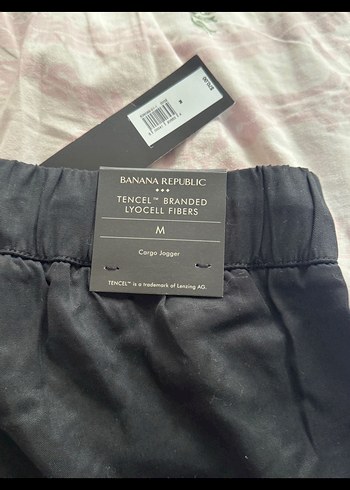 BANANA REPUBLIC
TENCEL™ BRANDED
LYOCELL FIBERS
M
Cargo Jogger
TENCEL™ is a trademark of Lenzing AG.
M